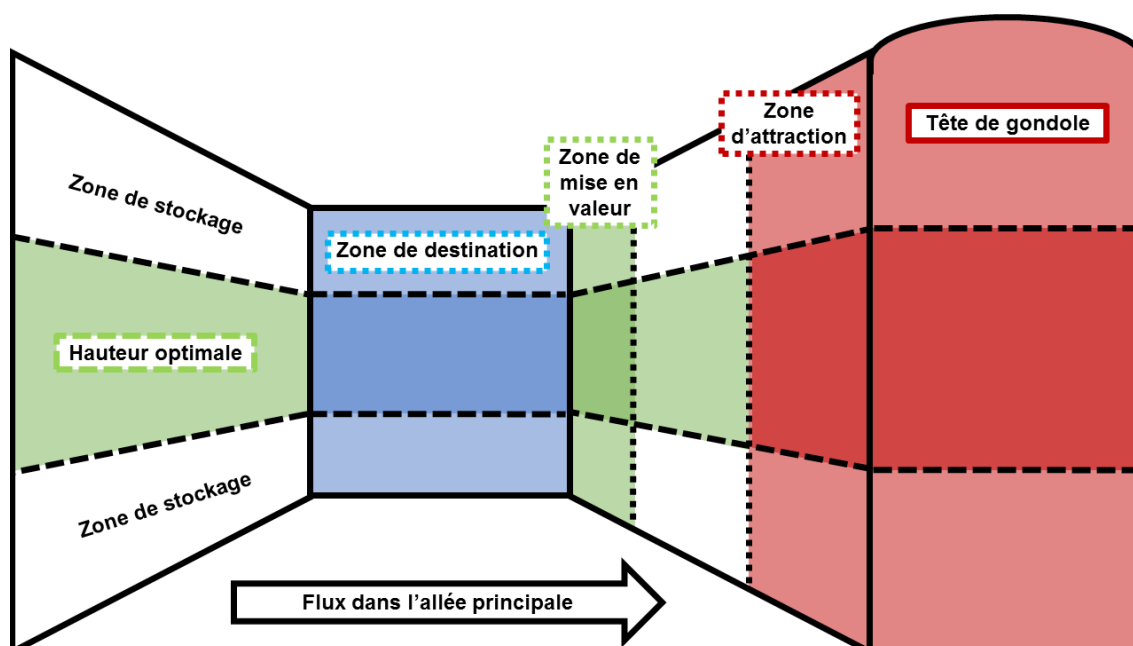 Zone de stockage
Zone de destination
Zone de
mise en
valeur
Zone
d'attraction
Tête de gondole
Hauteur optimale
Zone de stockage
Flux dans l'allée principale